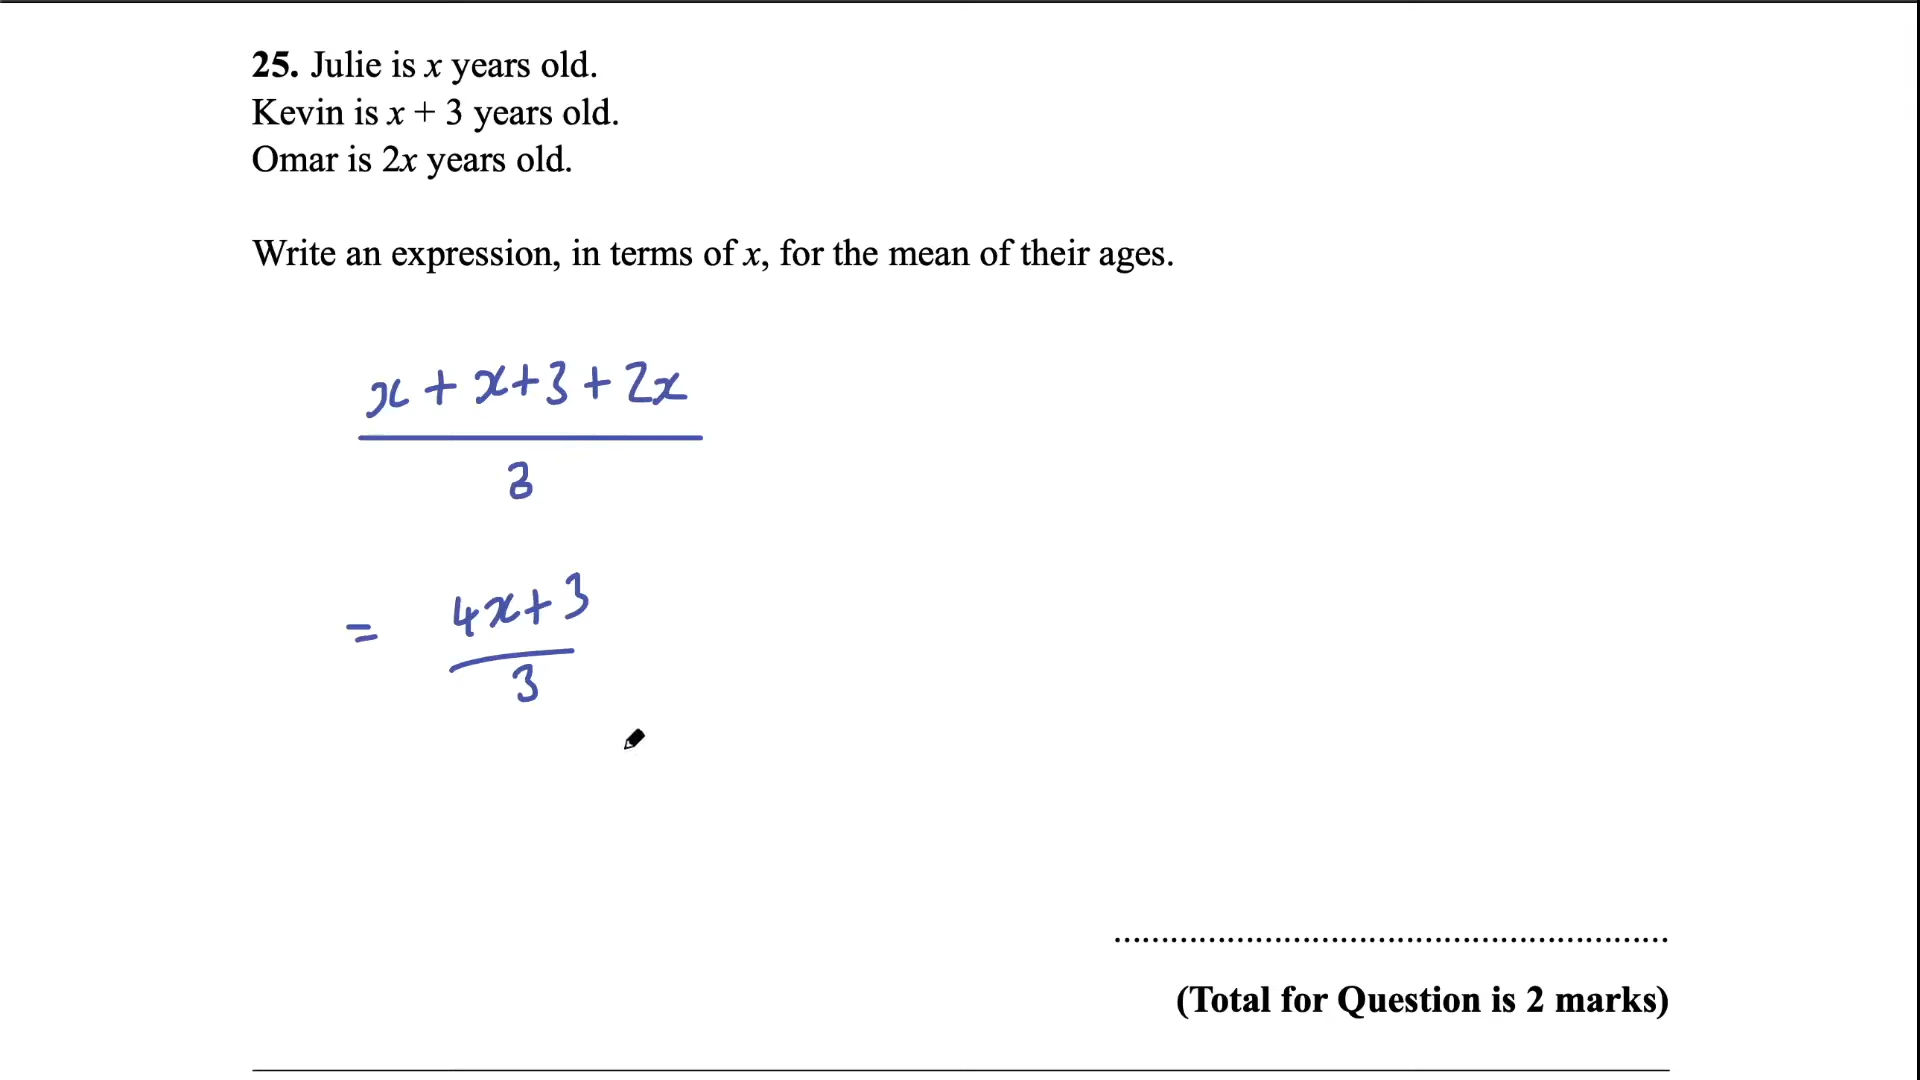 25. Julie is x years old.
Kevin is x + 3 years old.
Omar is 2x years old.
Write an expression, in terms of x, for the mean of their ages.
x + x+3 + 2x
3
= 4x+3
3
........................................................
(Total for Question is 2 marks)